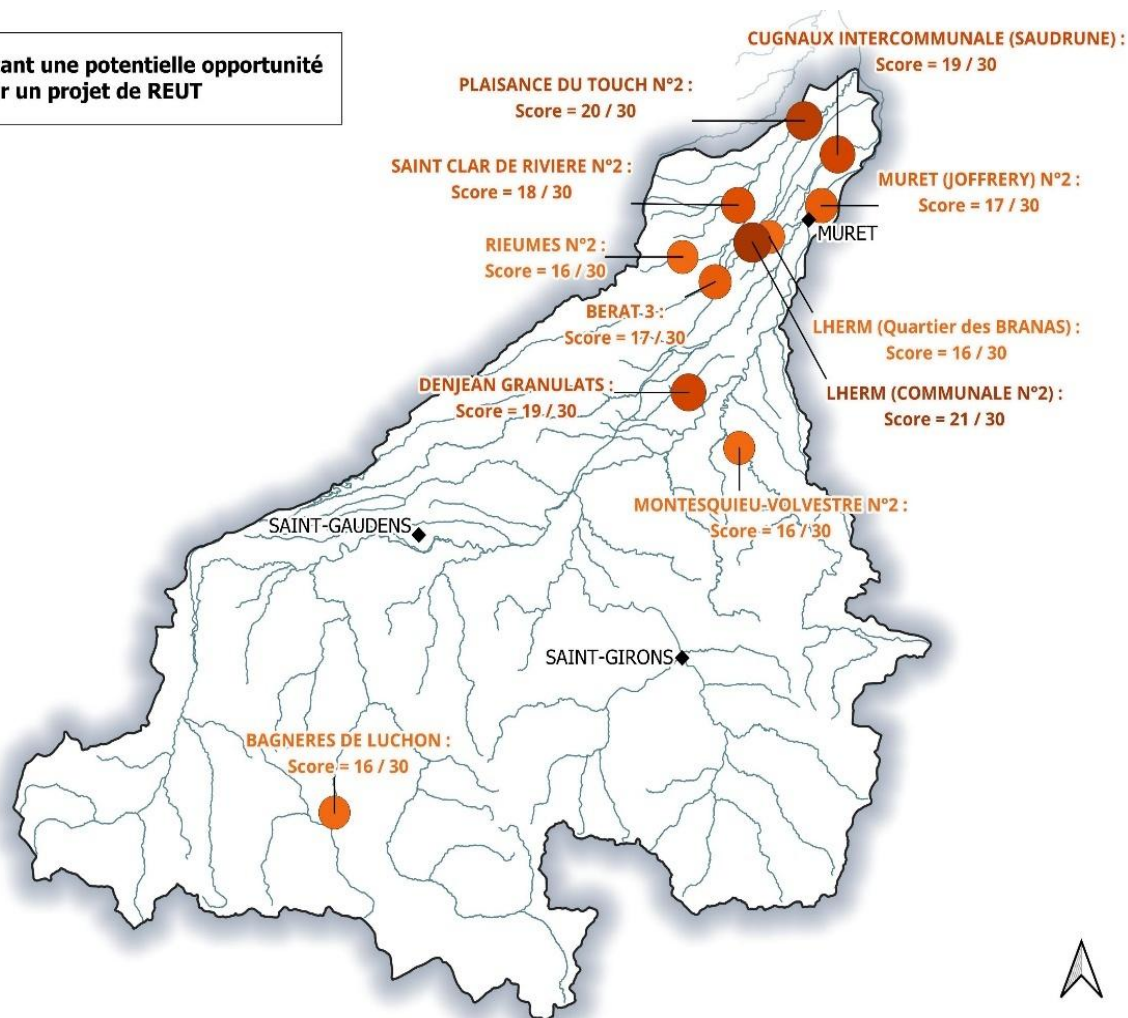 ant une potentielle opportunité
r un projet de REUT
CUGNAUX INTERCOMMUNALE (SAUDRUNE) :
Score = 19 / 30
PLAISANCE DU TOUCH N°2 :
Score = 20 / 30
SAINT CLAR DE RIVIERE N°2 :
Score = 18 / 30
MURET (JOFFRERY) N°2 :
Score = 17 / 30
MURET
RIEUMES N°2 :
Score = 16 / 30
BERAT 3 :
Score = 17 / 30
LHERM (Quartier des BRANAS) :
Score = 16 / 30
DENJEAN GRANULATS :
Score = 19 / 30
LHERM (COMMUNALE N°2) :
Score = 21 / 30
MONTESQUIEU-VOLVESTRE N°2 :
Score = 16 / 30
SAINT-GAUDENS
SAINT-GIRONS
BAGNERES DE LUCHON :
Score = 16 / 30